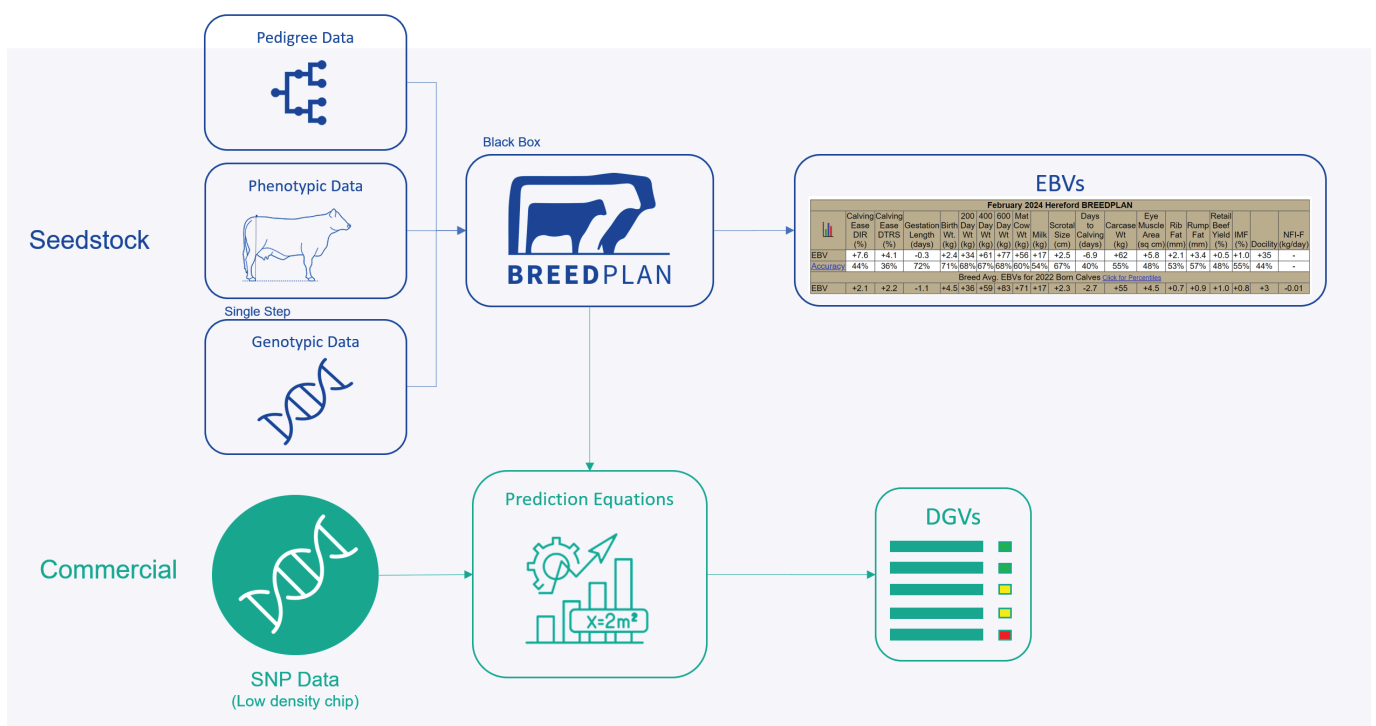 Pedigree Data
Seedstock
Phenotypic Data
Single Step
Genotypic Data
Black Box
BREEDPLAN
EBVs
February 2024 Hereford BREEDPLAN
Calving Ease DIR (%) Calving Ease DTRS (%) Gestation Length (days) Birth Wt. (kg) 200 Day Wt (kg) 400 Day Wt (kg) 600 Day Wt (kg) Mat Cow Wt (kg) Milk (kg) Scrotal Size (cm) Days to Calving (days) Carcase Wt (kg) Eye Muscle Area (sq cm) Rib Fat (mm) Rump Fat (mm) Retail Beef Yield (%) IMF (%) Docility NFI-F (kg/day)
EBV +7.6 +4.1 -0.3 +2.4 +34 +61 +77 +56 +17 +2.5 -6.9 +62 +5.8 +2.1 +3.4 +0.5 +1.0 +35 -
Accuracy 44% 36% 72% 71% 68% 67% 68% 60% 54% 67% 40% 55% 48% 53% 57% 48% 55% 44% -
Breed Avg. EBVs for 2022 Born Calves Click for Percentiles
EBV +2.1 +2.2 -1.1 +4.5 +36 +59 +83 +71 +17 +2.3 -2.7 +55 +4.5 +0.7 +0.9 +1.0 +0.8 +3 -0.01
Commercial
SNP Data
(Low density chip)
Prediction Equations
X=2m²
DGVs